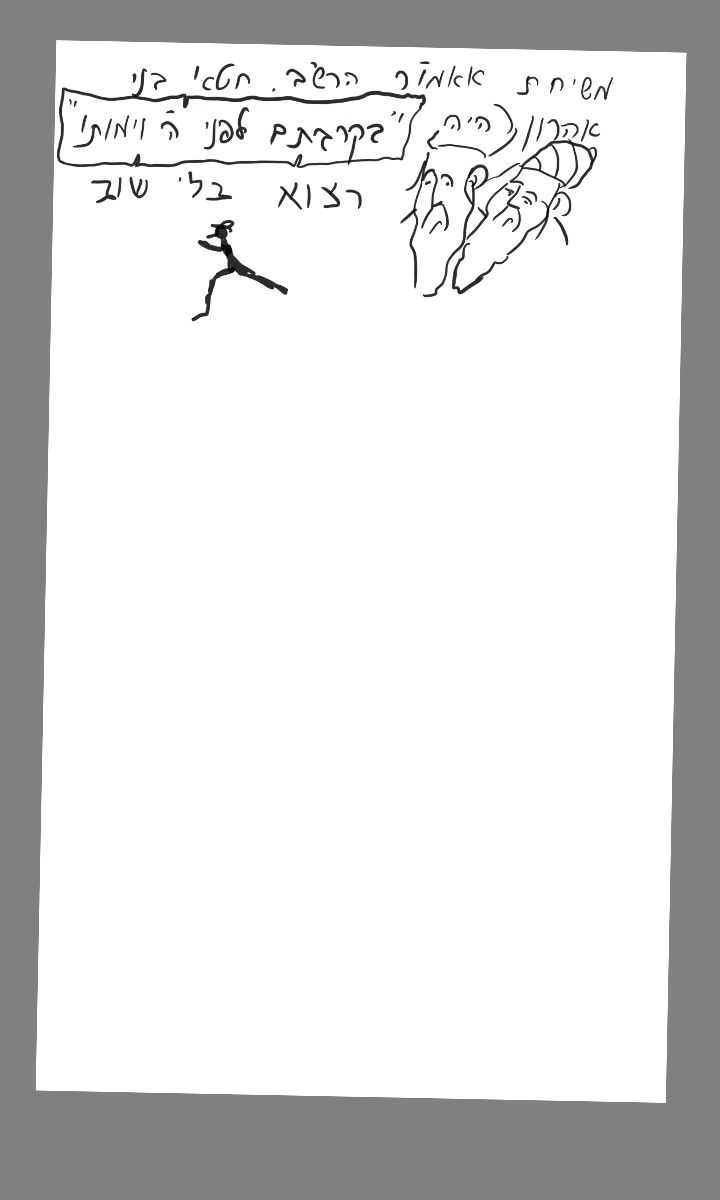 משיחת אאמו"ר הרש"ב. חטאי בני
אהרון היה "בקרבתם לפני ה' וימותו"
רצוא בלי שוב